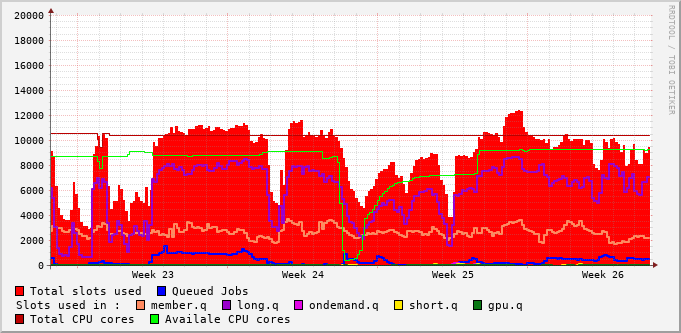 RRDTOOL / TOBI OETIKER
20000
18000
16000
14000
12000
10000
8000
6000
4000
2000
0
Week 23 Week 24 Week 25 Week 26
Total slots used Queued Jobs
Slots used in : member.q long.q ondemand.q short.q gpu.q
Total CPU cores Availale CPU cores